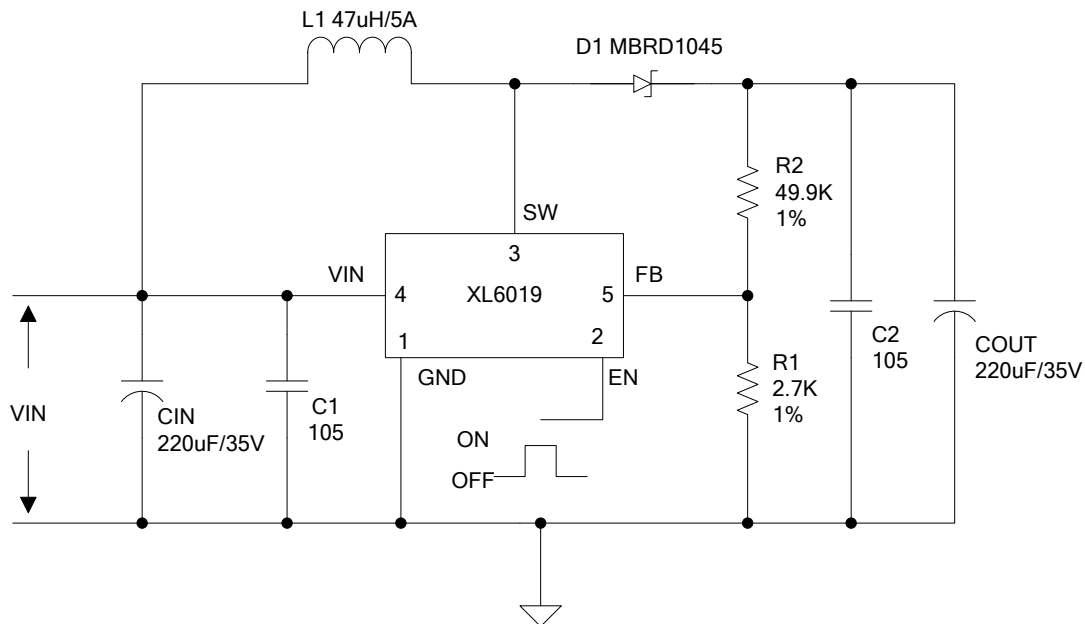 L1 47uH/5A
D1 MBRD1045
R2
49.9K
1%
SW
3
VIN
4
XL6019
5
FB
1
2
GND
EN
C2
105
COUT
220uF/35V
R1
2.7K
1%
VIN
CIN
220uF/35V
C1
105
ON
OFF